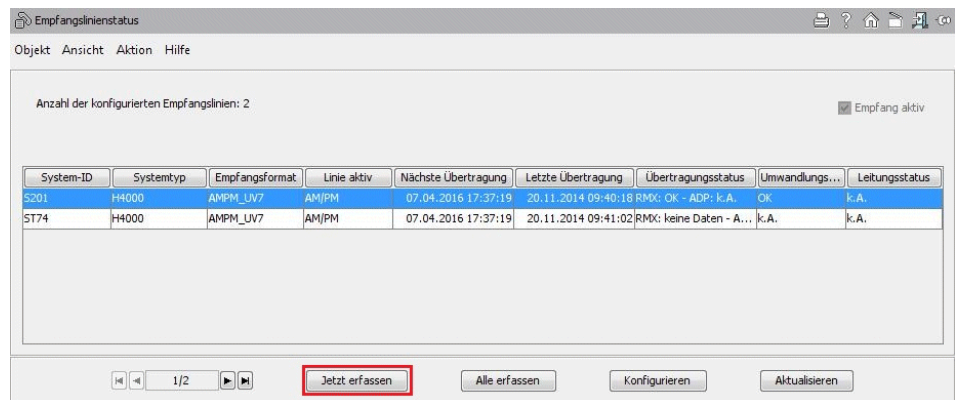 Empfangslinienstatus
Objekt Ansicht Aktion Hilfe
Anzahl der konfigurierten Empfangslinien: 2
Empfang aktiv
System-ID Systemtyp Empfangsformat Linie aktiv Nächste Übertragung Letzte Übertragung Übertragungsstatus Umwandlungs... Leitungsstatus
S201 H4000 AMPM_UV7 AM/PM 07.04.2016 17:37:19 20.11.2014 09:40:18 RMX: OK - ADP: k.A. OK k.A.
ST74 H4000 AMPM_UV7 AM/PM 07.04.2016 17:37:19 20.11.2014 09:41:02 RMX: keine Daten - A... k.A. k.A.
1/2 Jetzt erfassen Alle erfassen Konfigurieren Aktualisieren